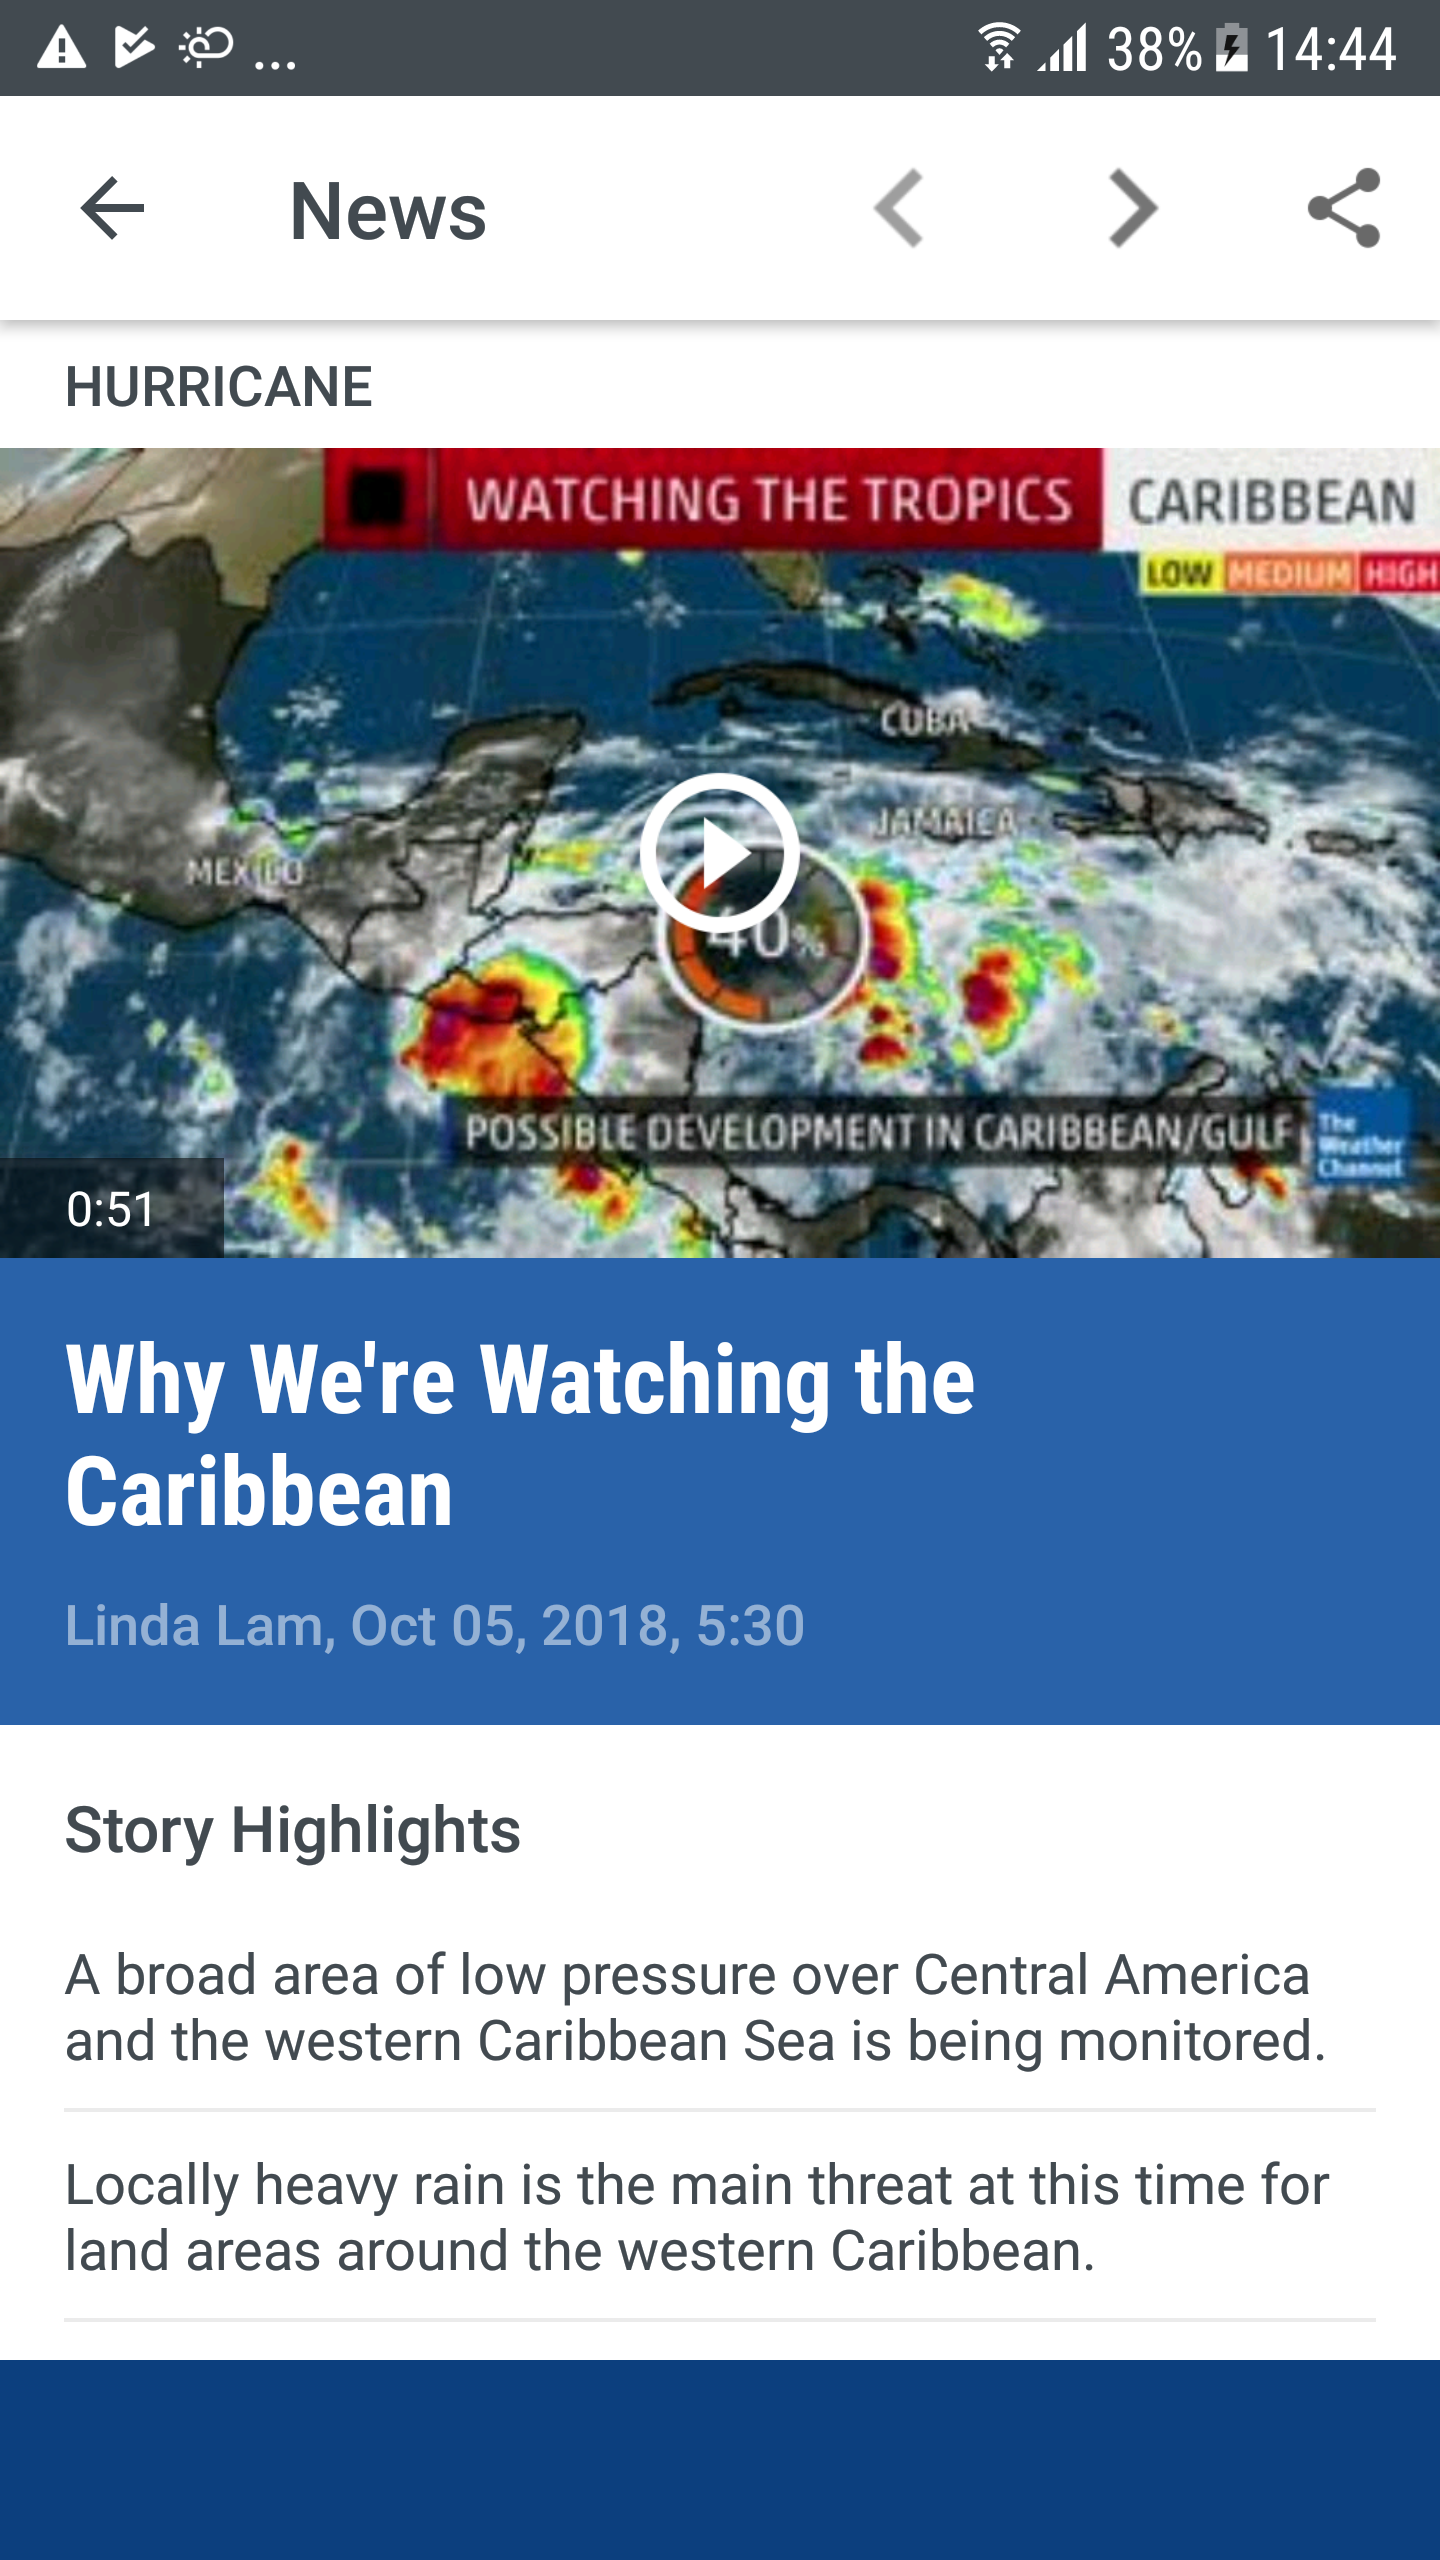 38% 14:44
News
HURRICANE
WATCHING THE TROPICS CARIBBEAN
LOW MEDIUM HIGH
CUBA
JAMAICA
MEXICO
40%
POSSIBLE DEVELOPMENT IN CARIBBEAN/GULF
The
Weather
Channel
0:51
Why We're Watching the
Caribbean
Linda Lam, Oct 05, 2018, 5:30
Story Highlights
A broad area of low pressure over Central America
and the western Caribbean Sea is being monitored.
Locally heavy rain is the main threat at this time for
land areas around the western Caribbean.